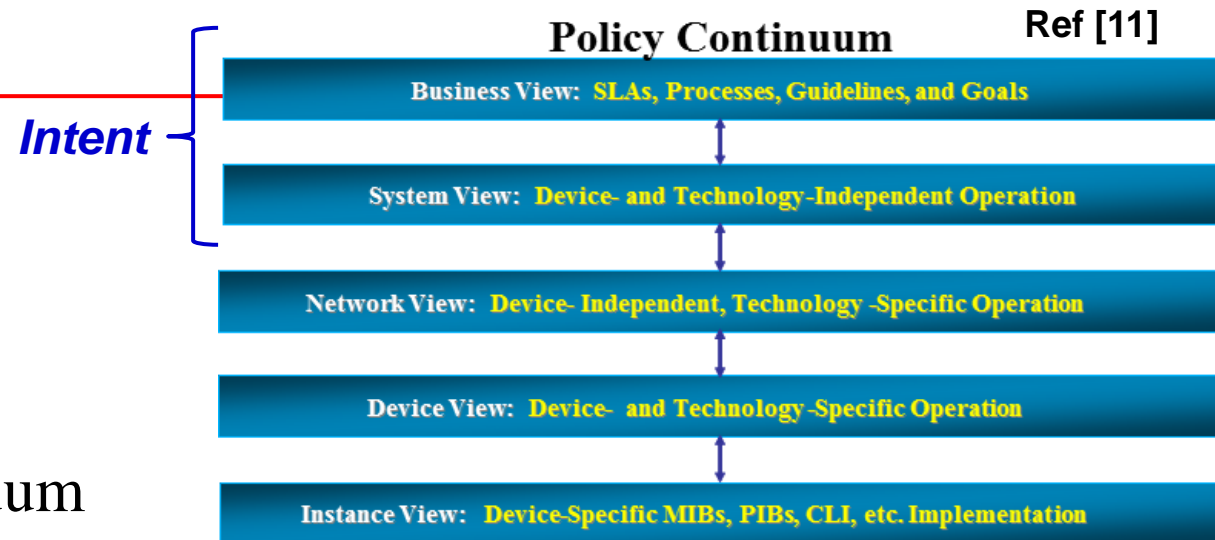 Policy Continuum
Ref [11]
Business View: SLAs, Processes, Guidelines, and Goals
Intent
System View: Device- and Technology-Independent Operation
Network View: Device- Independent, Technology -Specific Operation
Device View: Device- and Technology-Specific Operation
Instance View: Device-Specific MIBs, PIBs, CLI, etc. Implementation